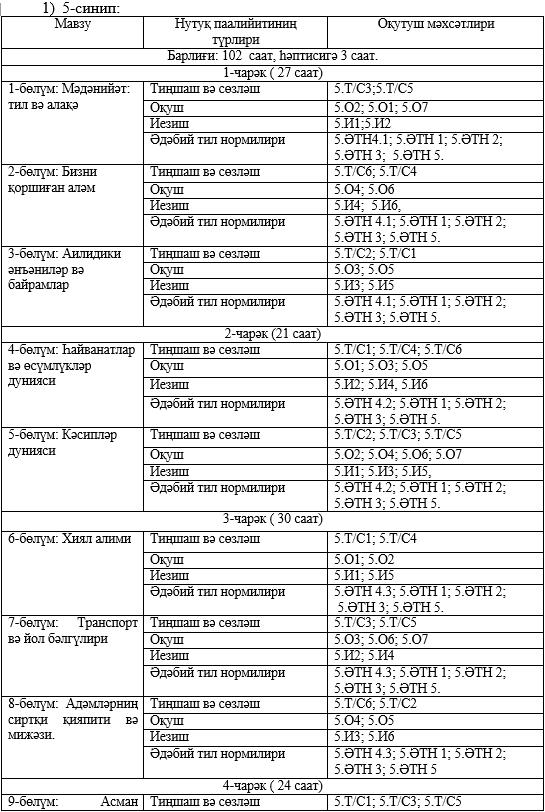 1) 5-синип:
Мавзу Нутуқ паалийитиниң Оқутуш мәхсәтлири
түрлири
Барлиғи: 102 саат, һәптисигә 3 саат.
1-чарәк ( 27 саат)
1-бөлүм: Мәдәнийәт: Тиңшаш вә сөзләш 5.Т/С3;5.Т/С5
тил вә алақә Оқуш 5.О2; 5.О1; 5.О7
Йезиш 5.И1;5.И2
Әдәбий тил нормилири 5.ӘТН4.1; 5.ӘТН 1; 5.ӘТН 2;
5.ӘТН 3; 5.ӘТН 5.
2-бөлүм: Бизни Тиңшаш вә сөзләш 5.Т/С6; 5.Т/С4
қоршиған аләм Оқуш 5.О4; 5.О6
Йезиш 5.И4; 5.И6,
Әдәбий тил нормилири 5.ӘТН 4.1; 5.ӘТН 1; 5.ӘТН 2;
5.ӘТН 3; 5.ӘТН 5.
3-бөлүм: Аилидики Тиңшаш вә сөзләш 5.Т/С2; 5.Т/С1
әнъәниләр вә Оқуш 5.О3; 5.О5
байрамлар Йезиш 5.И3; 5.И5
Әдәбий тил нормилири 5.ӘТН 4.1; 5.ӘТН 1; 5.ӘТН 2;
5.ӘТН 3; 5.ӘТН 5.
2-чарәк (21 саат)
4-бөлүм: Һайванатлар Тиңшаш вә сөзләш 5.Т/С1; 5.Т/С4; 5.Т/С6
вә өсүмлүкләр Оқуш 5.О1; 5.О3; 5.О5
дунияси Йезиш 5.И2; 5.И4, 5.И6
Әдәбий тил нормилири 5.ӘТН 4.2; 5.ӘТН 1; 5.ӘТН 2;
5.ӘТН 3; 5.ӘТН 5.
5-бөлүм: Кәсипләр Тиңшаш вә сөзләш 5.Т/С2; 5.Т/С3; 5.Т/С5
дунияси Оқуш 5.О2; 5.О4; 5.О6; 5.О7
Йезиш 5.И1; 5.И3; 5.И5,
Әдәбий тил нормилири 5.ӘТН 4.2; 5.ӘТН 1; 5.ӘТН 2;
5.ӘТН 3; 5.ӘТН 5.
3-чарәк ( 30 саат)
6-бөлүм: Хиял алими Тиңшаш вә сөзләш 5.Т/С1; 5.Т/С4
Оқуш 5.О1; 5.О2
Йезиш 5.И1; 5.И5
Әдәбий тил нормилири 5.ӘТН 4.3; 5.ӘТН 1; 5.ӘТН 2;
5.ӘТН 3; 5.ӘТН 5.
7-бөлүм: Транспорт Тиңшаш вә сөзләш 5.Т/С3; 5.Т/С5
вә йол бәлгүлири Оқуш 5.О3; 5.О6; 5.О7
Йезиш 5.И2; 5.И4
Әдәбий тил нормилири 5.ӘТН 4.3; 5.ӘТН 1; 5.ӘТН 2;
5.ӘТН 3; 5.ӘТН 5.
8-бөлүм: Адәмләрниң Тиңшаш вә сөзләш 5.Т/С6; 5.Т/С2
сиртқи қияпити вә Оқуш 5.О4; 5.О5
мижәзи. Йезиш 5.И3; 5.И6
Әдәбий тил нормилири 5.ӘТН 4.3; 5.ӘТН 1; 5.ӘТН 2;
5.ӘТН 3; 5.ӘТН 5
4-чарәк ( 24 саат)
9-бөлүм: Асман Тиңшаш вә сөзләш 5.Т/С1; 5.Т/С3; 5.Т/С5